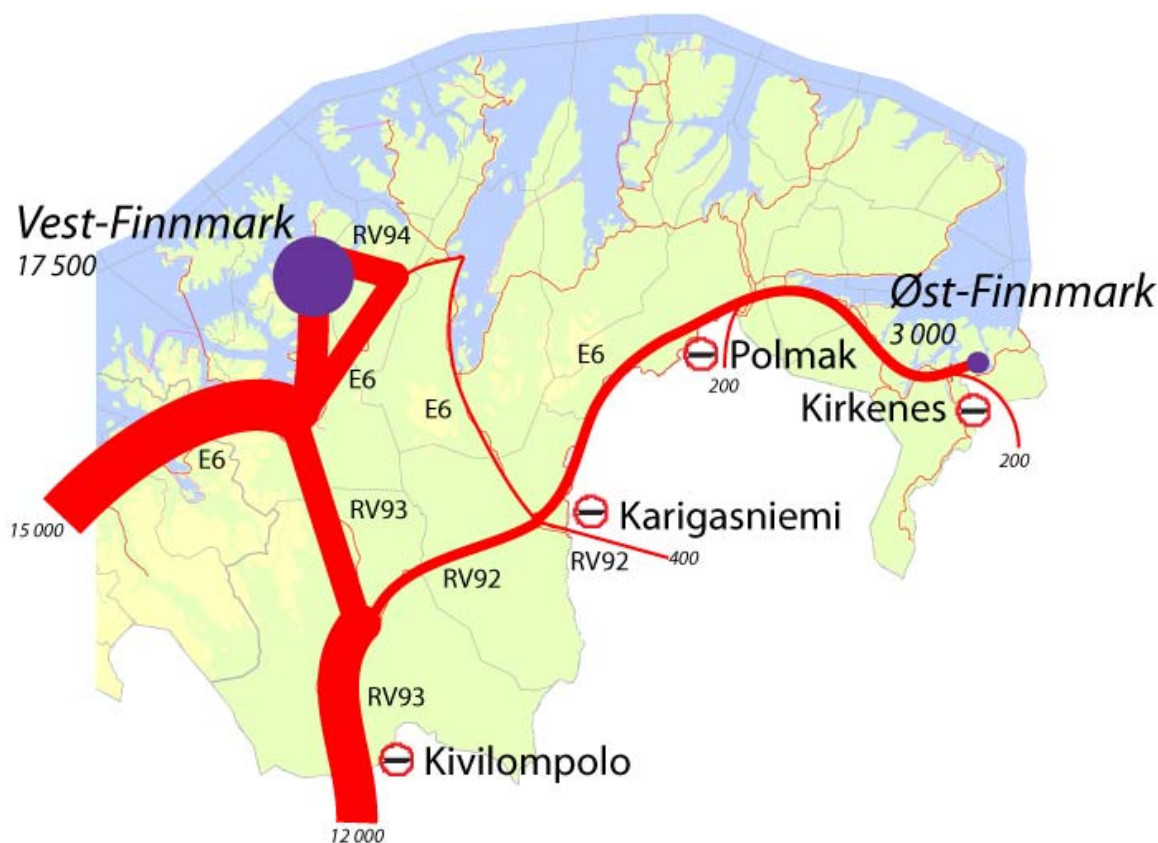 Vest-Finnmark
17 500
RV94
Øst-Finnmark
3 000
E6
Polmak
200
E6
E6
Kirkenes
200
E6
15 000
RV93
Karigasniemi
RV92
400
RV92
RV93
Kivilompolo
12 000